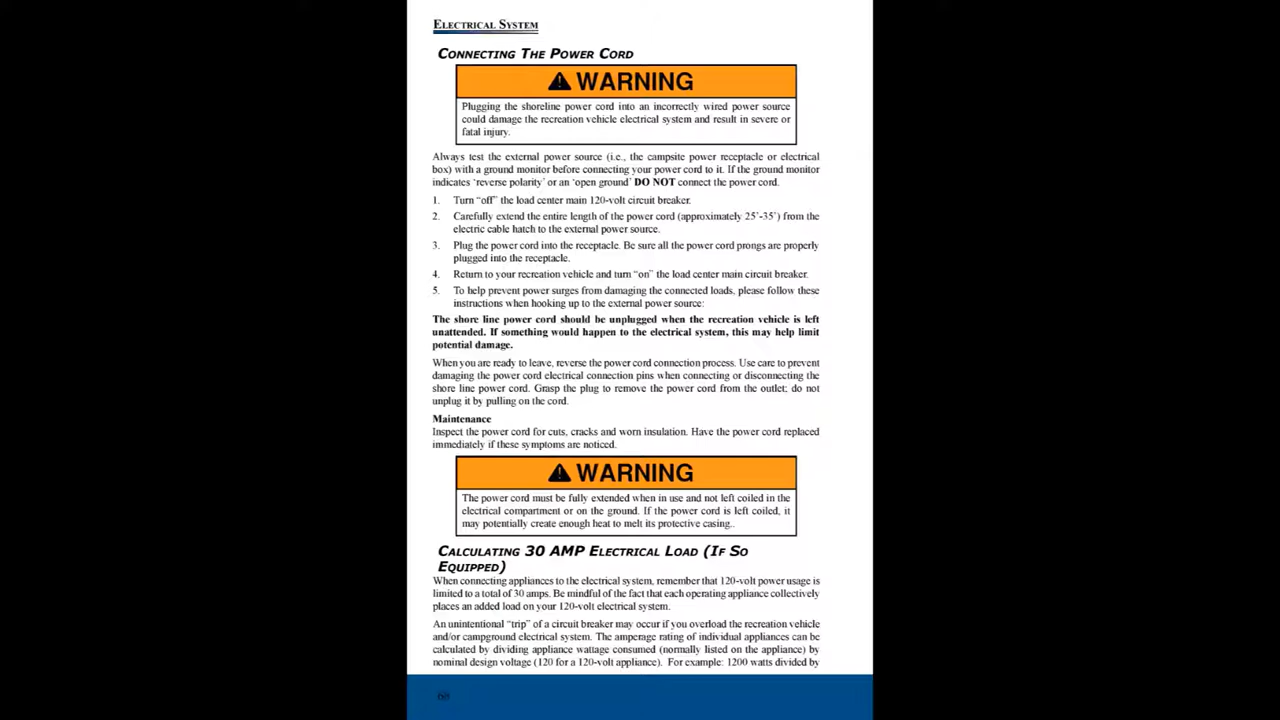 ELECTRICAL SYSTEM
CONNECTING THE POWER CORD
WARNING
Plugging the shoreline power cord into an incorrectly wired power source
could damage the recreation vehicle electrical system and result in severe or
fatal injury.
Always test the external power source (i.e., the campsite power receptacle or electrical
box) with a ground monitor before connecting your power cord to it. If the ground monitor
indicates ‘reverse polarity’ or an ‘open ground’ DO NOT connect the power cord.
1. Turn “off” the load center main 120-volt circuit breaker.
2. Carefully extend the entire length of the power cord (approximately 25’-35’) from the
electric cable hatch to the external power source.
3. Plug the power cord into the receptacle. Be sure all the power cord prongs are properly
plugged into the receptacle.
4. Return to your recreation vehicle and turn “on” the load center main circuit breaker.
5. To help prevent power surges from damaging the connected loads, please follow these
instructions when hooking up to the external power source:
The shore line power cord should be unplugged when the recreation vehicle is left
unattended. If something would happen to the electrical system, this may help limit
potential damage.
When you are ready to leave, reverse the power cord connection process. Use care to prevent
damaging the power cord electrical connection pins when connecting or disconnecting the
shore line power cord. Grasp the plug to remove the power cord from the outlet; do not
unplug it by pulling on the cord.
Maintenance
Inspect the power cord for cuts, cracks and worn insulation. Have the power cord replaced
immediately if these symptoms are noticed.
WARNING
The power cord must be fully extended when in use and not left coiled in the
electrical compartment or on the ground. If the power cord is left coiled, it
may potentially create enough heat to melt its protective casing..
CALCULATING 30 AMP ELECTRICAL LOAD (IF SO
EQUIPPED)
When connecting appliances to the electrical system, remember that 120-volt power usage is
limited to a total of 30 amps. Be mindful of the fact that each operating appliance collectively
places an added load on your 120-volt electrical system.
An unintentional “trip” of a circuit breaker may occur if you overload the recreation vehicle
and/or campground electrical system. The amperage rating of individual appliances can be
calculated by dividing appliance wattage consumed (normally listed on the appliance) by
nominal design voltage (120 for a 120-volt appliance). For example: 1200 watts divided by
68